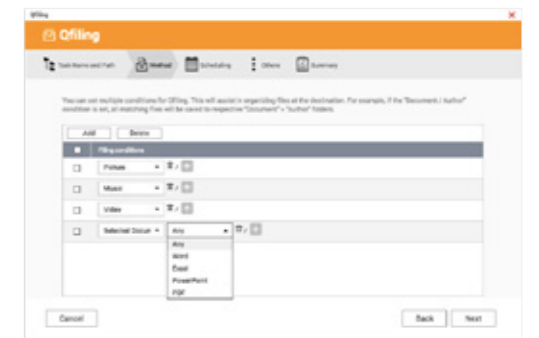 Qfiling
Qfiling
Task Name and Path Method Scheduling Others Summary
You can set multiple conditions for Qfiling. This will assist in organizing files at the destination. For example, if the "Document / Author"
condition is set, all matching files will be saved to respective "Document" > "Author" folders.
Add Delete
Filing conditions
Picture
Music
Video
Selected Docum Any
Any
Word
Excel
PowerPoint
PDF
Cancel Back Next